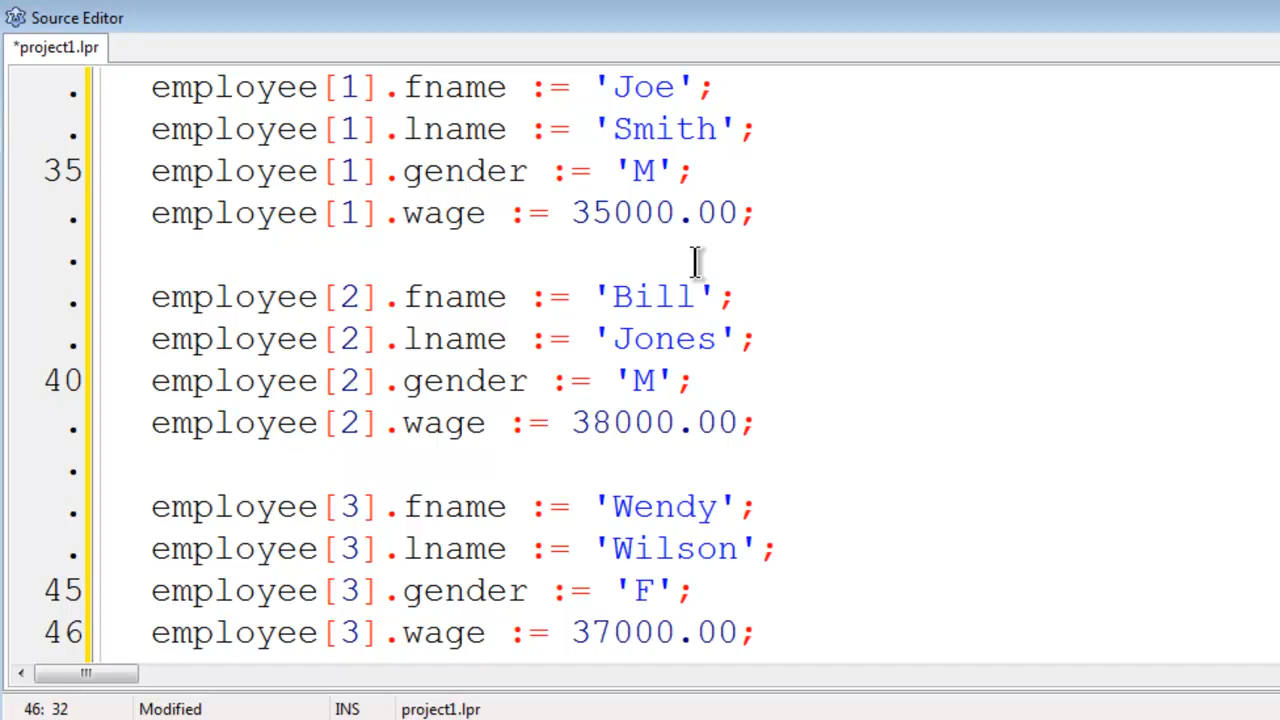 Source Editor
*project1.lpr
. employee[1].fname := 'Joe';
. employee[1].lname := 'Smith';
35 employee[1].gender := 'M';
. employee[1].wage := 35000.00;
.
. employee[2].fname := 'Bill';
. employee[2].lname := 'Jones';
40 employee[2].gender := 'M';
. employee[2].wage := 38000.00;
.
. employee[3].fname := 'Wendy';
. employee[3].lname := 'Wilson';
45 employee[3].gender := 'F';
46 employee[3].wage := 37000.00;
46: 32 Modified INS project1.lpr